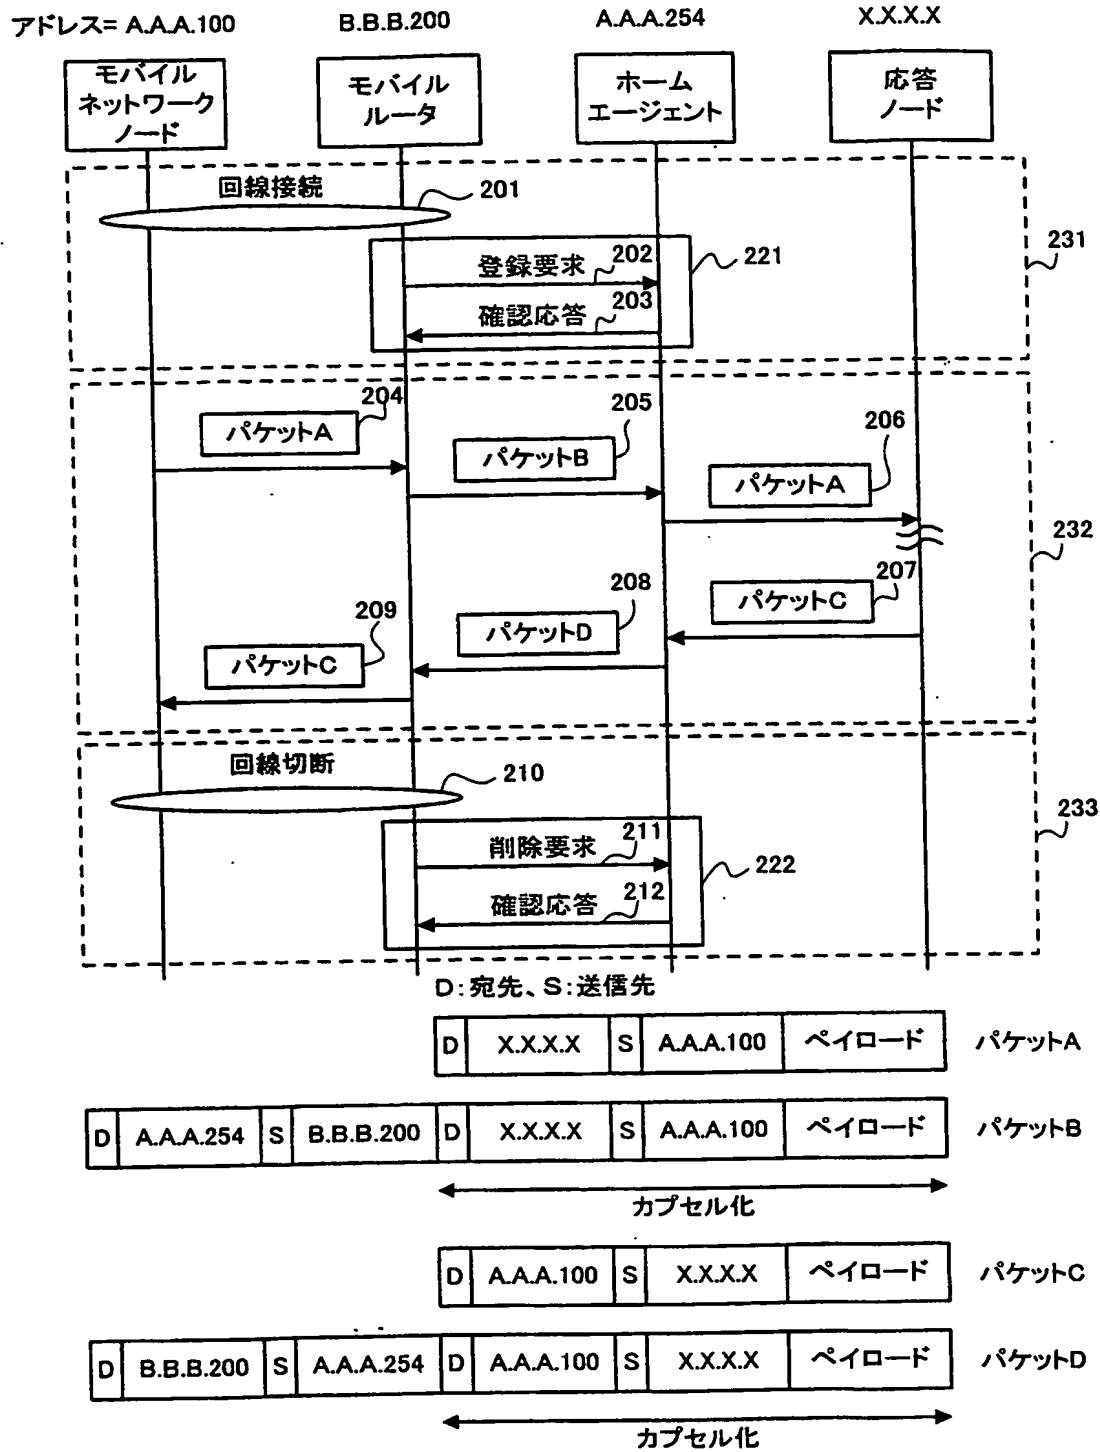 アドレス= A.A.A.100 B.B.B.200 A.A.A.254 X.X.X.X
モバイル
ネットワーク
ノード
モバイル
ルータ
ホーム
エージェント
応答
ノード
回線接続 201
登録要求 202
確認応答 203
221
231
パケットA 204
パケットB 205
パケットA 206
232
パケットC 207
パケットD 208
パケットC 209
回線切断 210
削除要求 211
確認応答 212
222
233
D:宛先、S:送信先
D X.X.X.X S A.A.A.100 ペイロード パケットA
D A.A.A.254 S B.B.B.200 D X.X.X.X S A.A.A.100 ペイロード パケットB
カプセル化
D A.A.A.100 S X.X.X.X ペイロード パケットC
D B.B.B.200 S A.A.A.254 D A.A.A.100 S X.X.X.X ペイロード パケットD
カプセル化